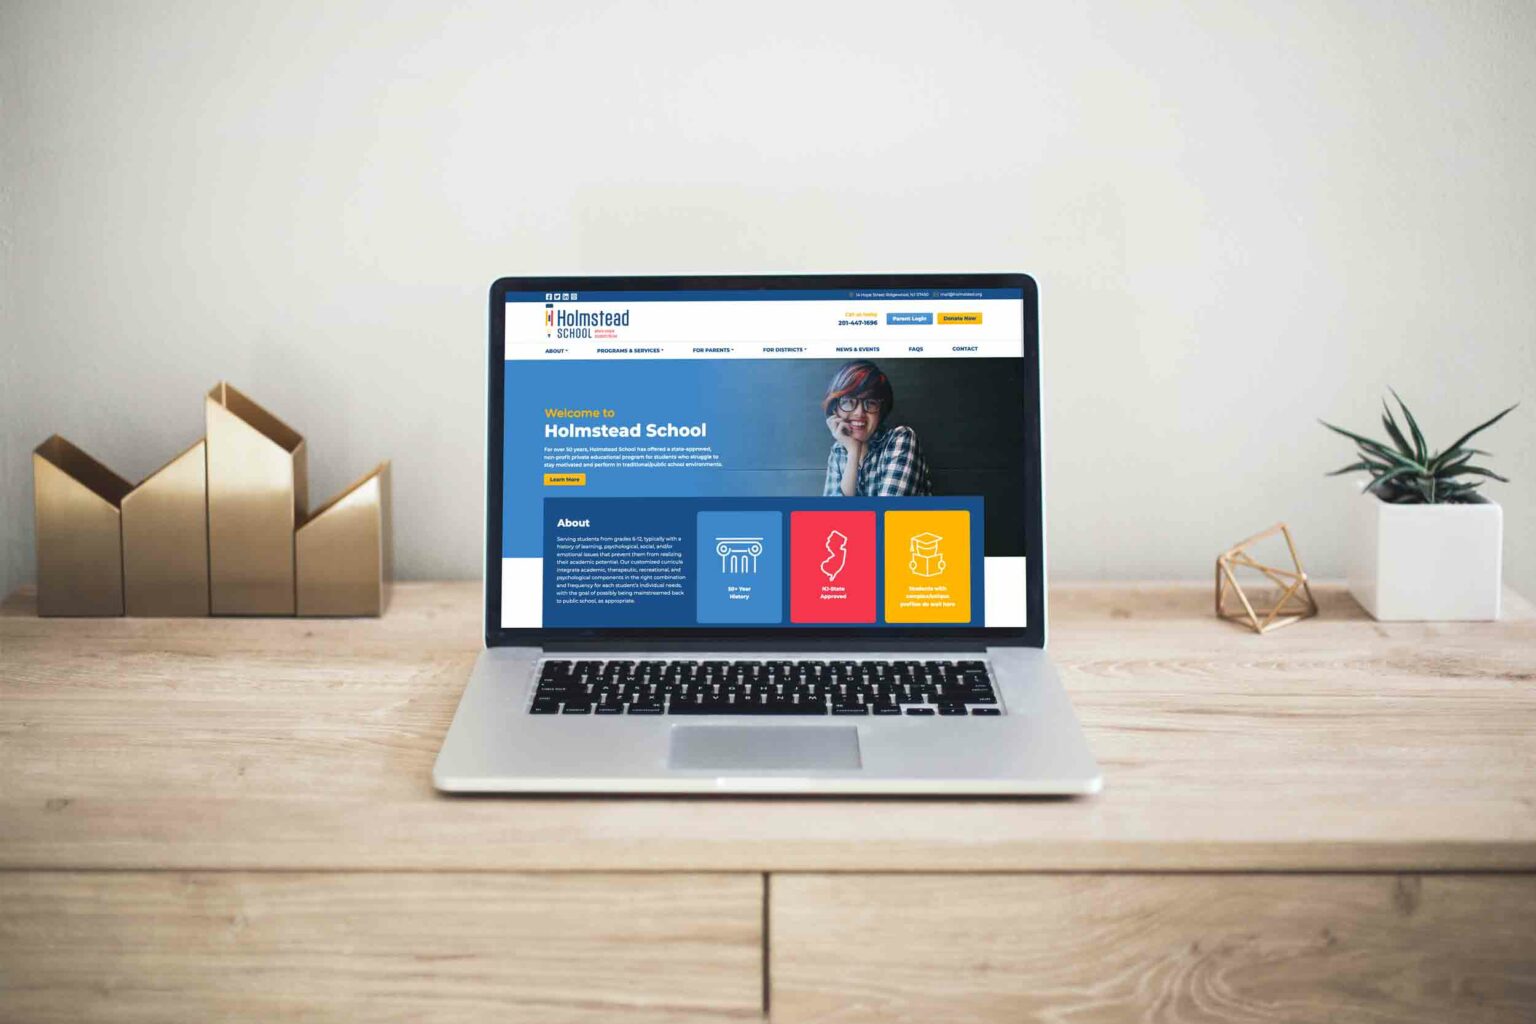 14 Hope Street Ridgewood, NJ 07450 mail@holmstead.org
Holmstead
SCHOOL
Call us today
201-447-1696
Parent Login
Donate Now
ABOUT
PROGRAMS & SERVICES
FOR PARENTS
FOR DISTRICTS
NEWS & EVENTS
FAQS
CONTACT
Welcome to
Holmstead School
For over 50 years, Holmstead School has offered a state-approved,
non-profit private educational program for students who struggle to
stay motivated and perform in traditional/public school environments.
Learn More
About
Serving students from grades 6-12, typically with a
history of learning, psychological, social, and/or
emotional issues that prevent them from realizing
their academic potential. Our customized curricula
integrate academic, therapeutic, recreational, and
psychological components in the right combination
and frequency for each student's individual needs,
with the goal of possibly being mainstreamed back
to public school, as appropriate.
50+ Year
History
NJ-State
Approved
Students with
complex/unique
profiles do well here